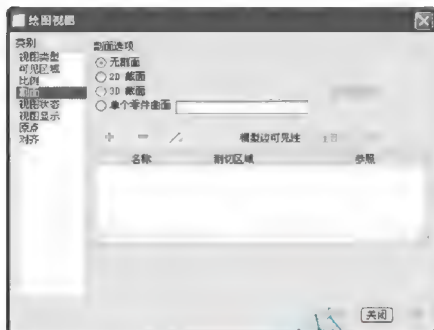 绘图视图
类别
视图类型
可见区域
比例
剖面
视图状态
视图显示
原点
对齐
剖面选项
无剖面
2D 截面
3D 截面
单个零件曲面
模型边可见性
名称
剖切区域
参照
关闭